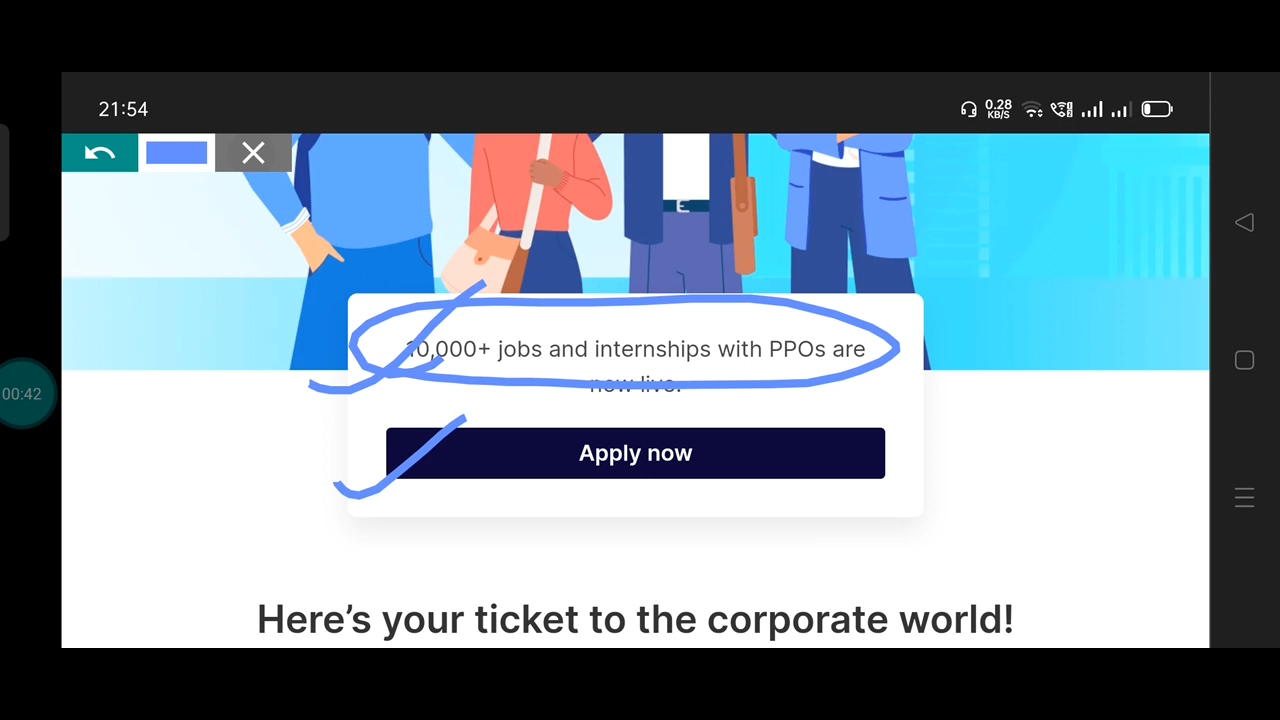 21:54
0.28
KB/S
00:42
10,000+ jobs and internships with PPOs are
now live.
Apply now
Here's your ticket to the corporate world!